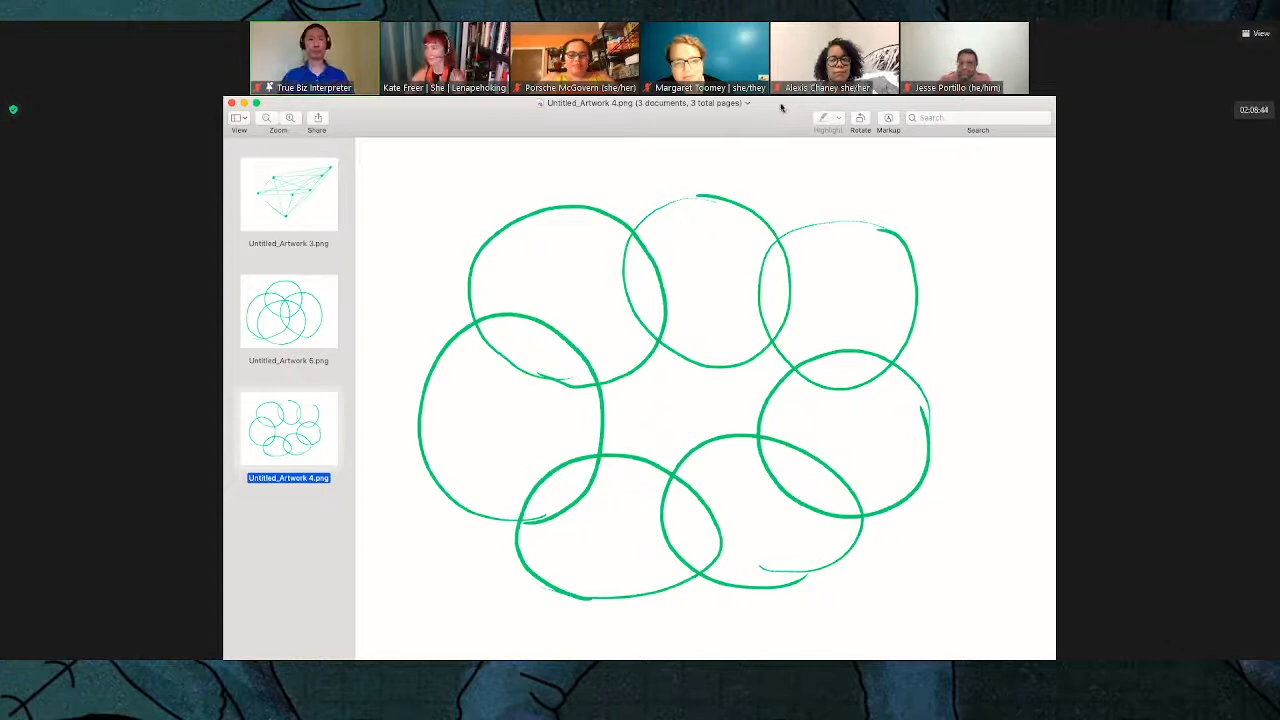 View
True Biz Interpreter
Kate Freer | She | Lenapehoking
Porsche McGovern (she/her)
Margaret Toomey | she/they
Alexis Chaney she/her
Jesse Portillo (he/him)
Untitled_Artwork 4.png (3 documents, 3 total pages)
02:08:44
Search
View
Zoom
Share
Highlight
Rotate
Markup
Search
Untitled_Artwork 3.png
Untitled_Artwork 5.png
Untitled_Artwork 4.png